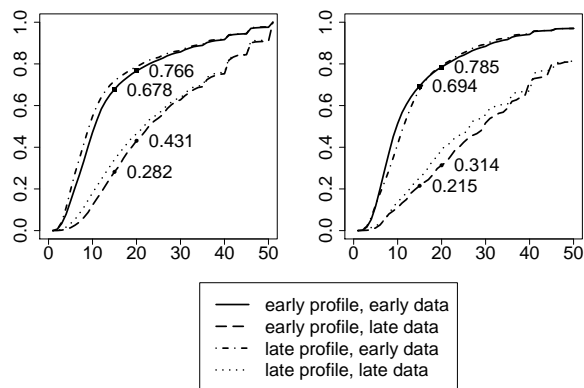 0.0 0.2 0.4 0.6 0.8 1.0
0.766
0.678
0.431
0.282
0 10 20 30 40 50
0.0 0.2 0.4 0.6 0.8 1.0
0.785
0.694
0.314
0.215
0 10 20 30 40 50
early profile, early data
early profile, late data
late profile, early data
late profile, late data